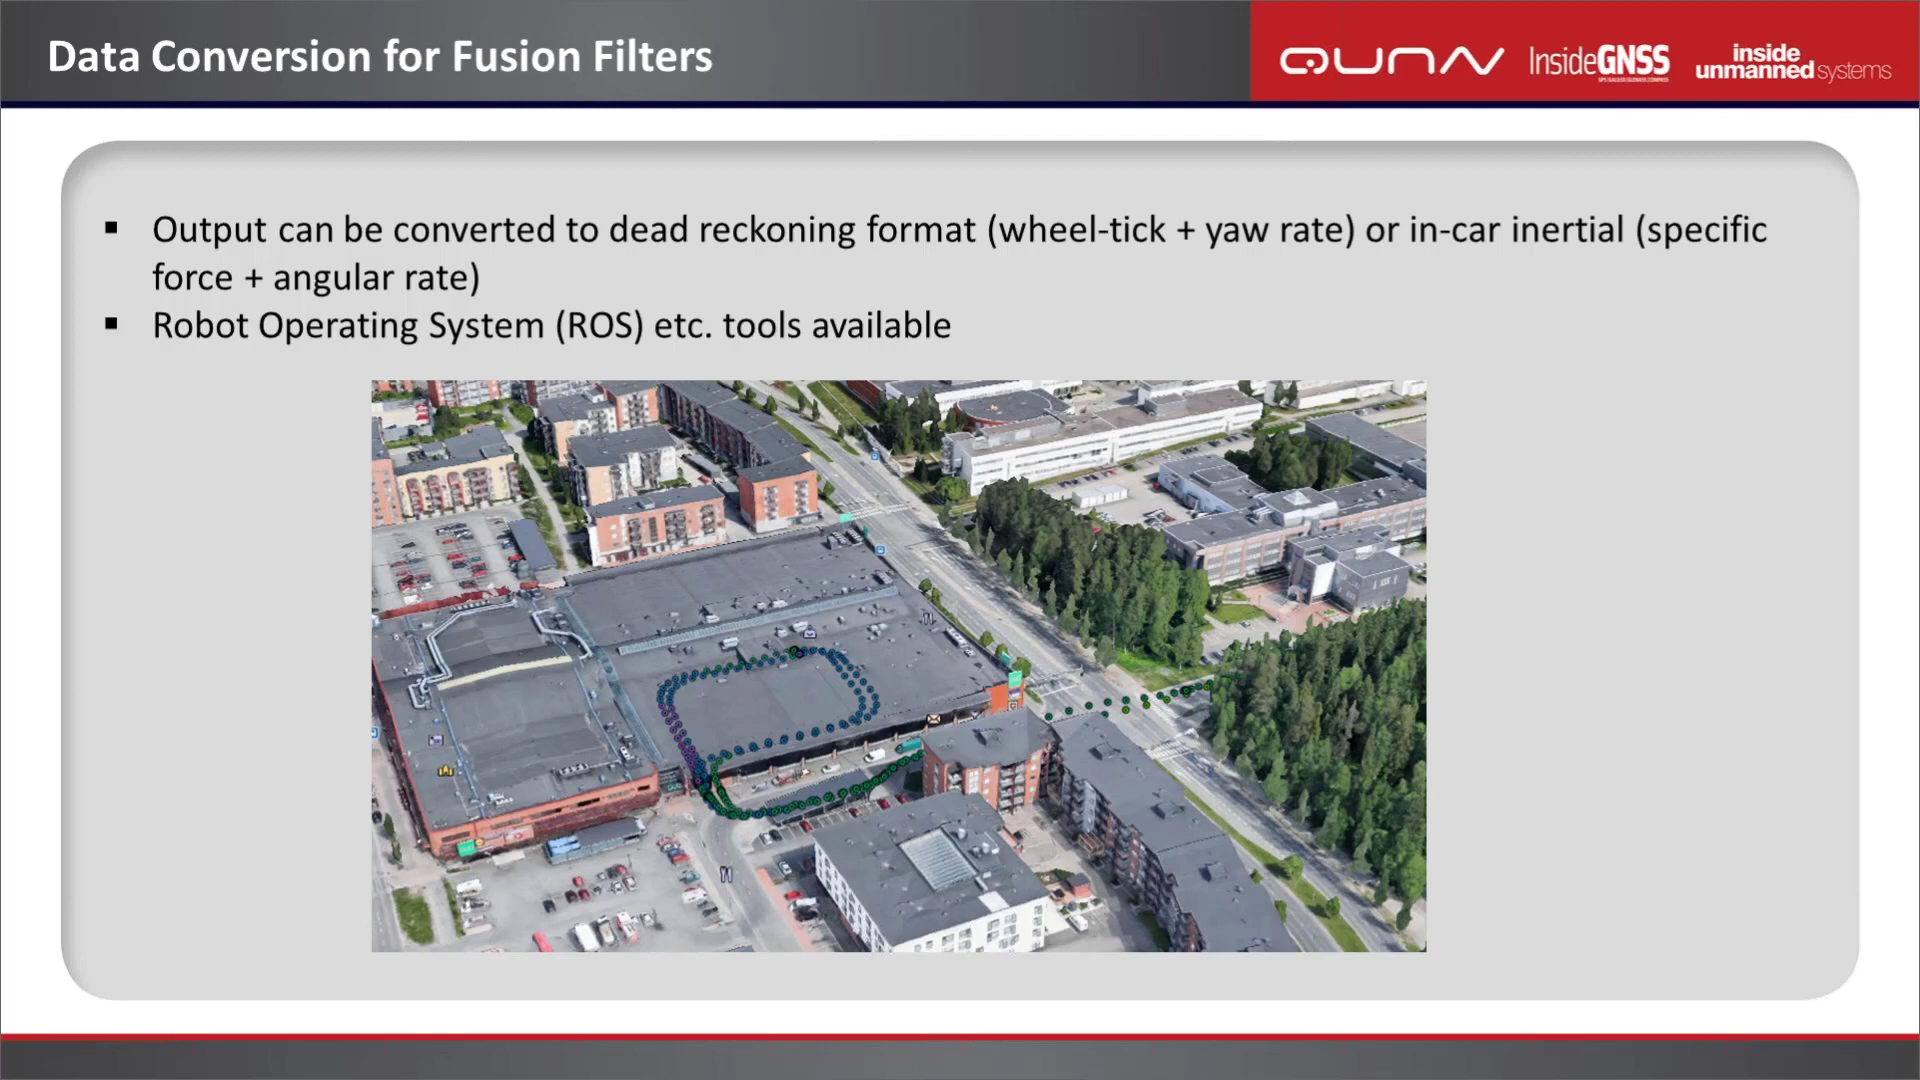 Data Conversion for Fusion Filters
InsideGNSS
inside
unmanned systems
▪ Output can be converted to dead reckoning format (wheel-tick + yaw rate) or in-car inertial (specific
force + angular rate)
▪ Robot Operating System (ROS) etc. tools available